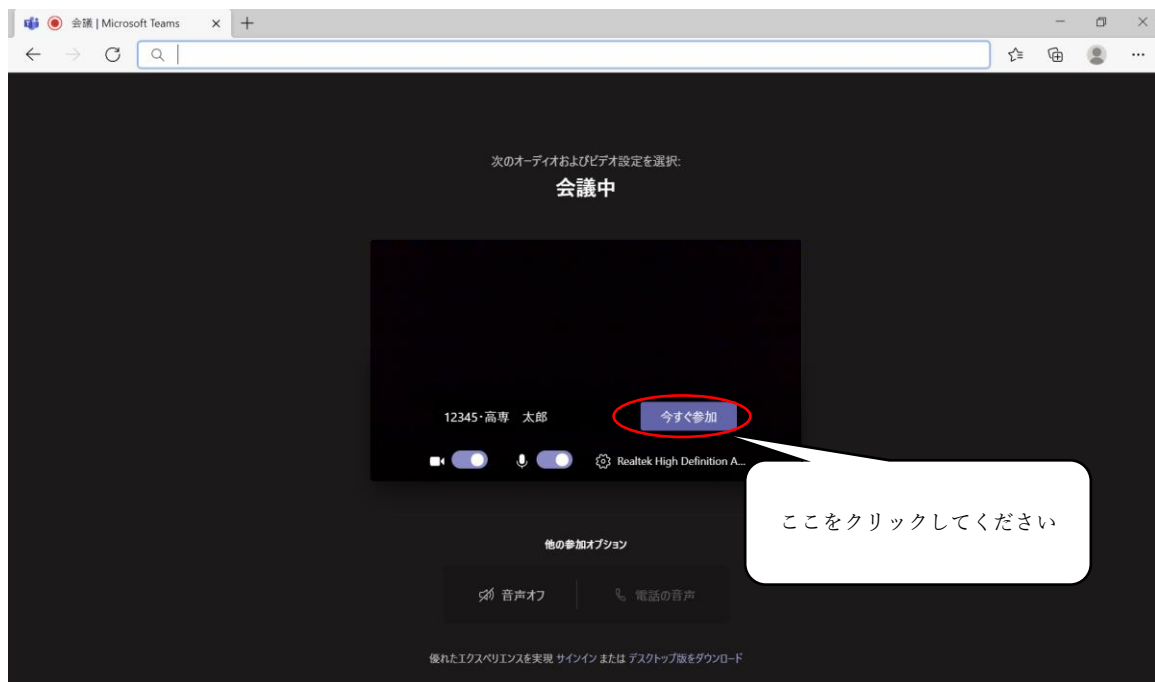 会議 | Microsoft Teams
次のオーディオおよびビデオ設定を選択:
会議中
12345・高専 太郎
今すぐ参加
Realtek High Definition A...
ここをクリックしてください
他の参加オプション
音声オフ
電話の音声
優れたエクスペリエンスを実現 サインイン または デスクトップ版をダウンロード